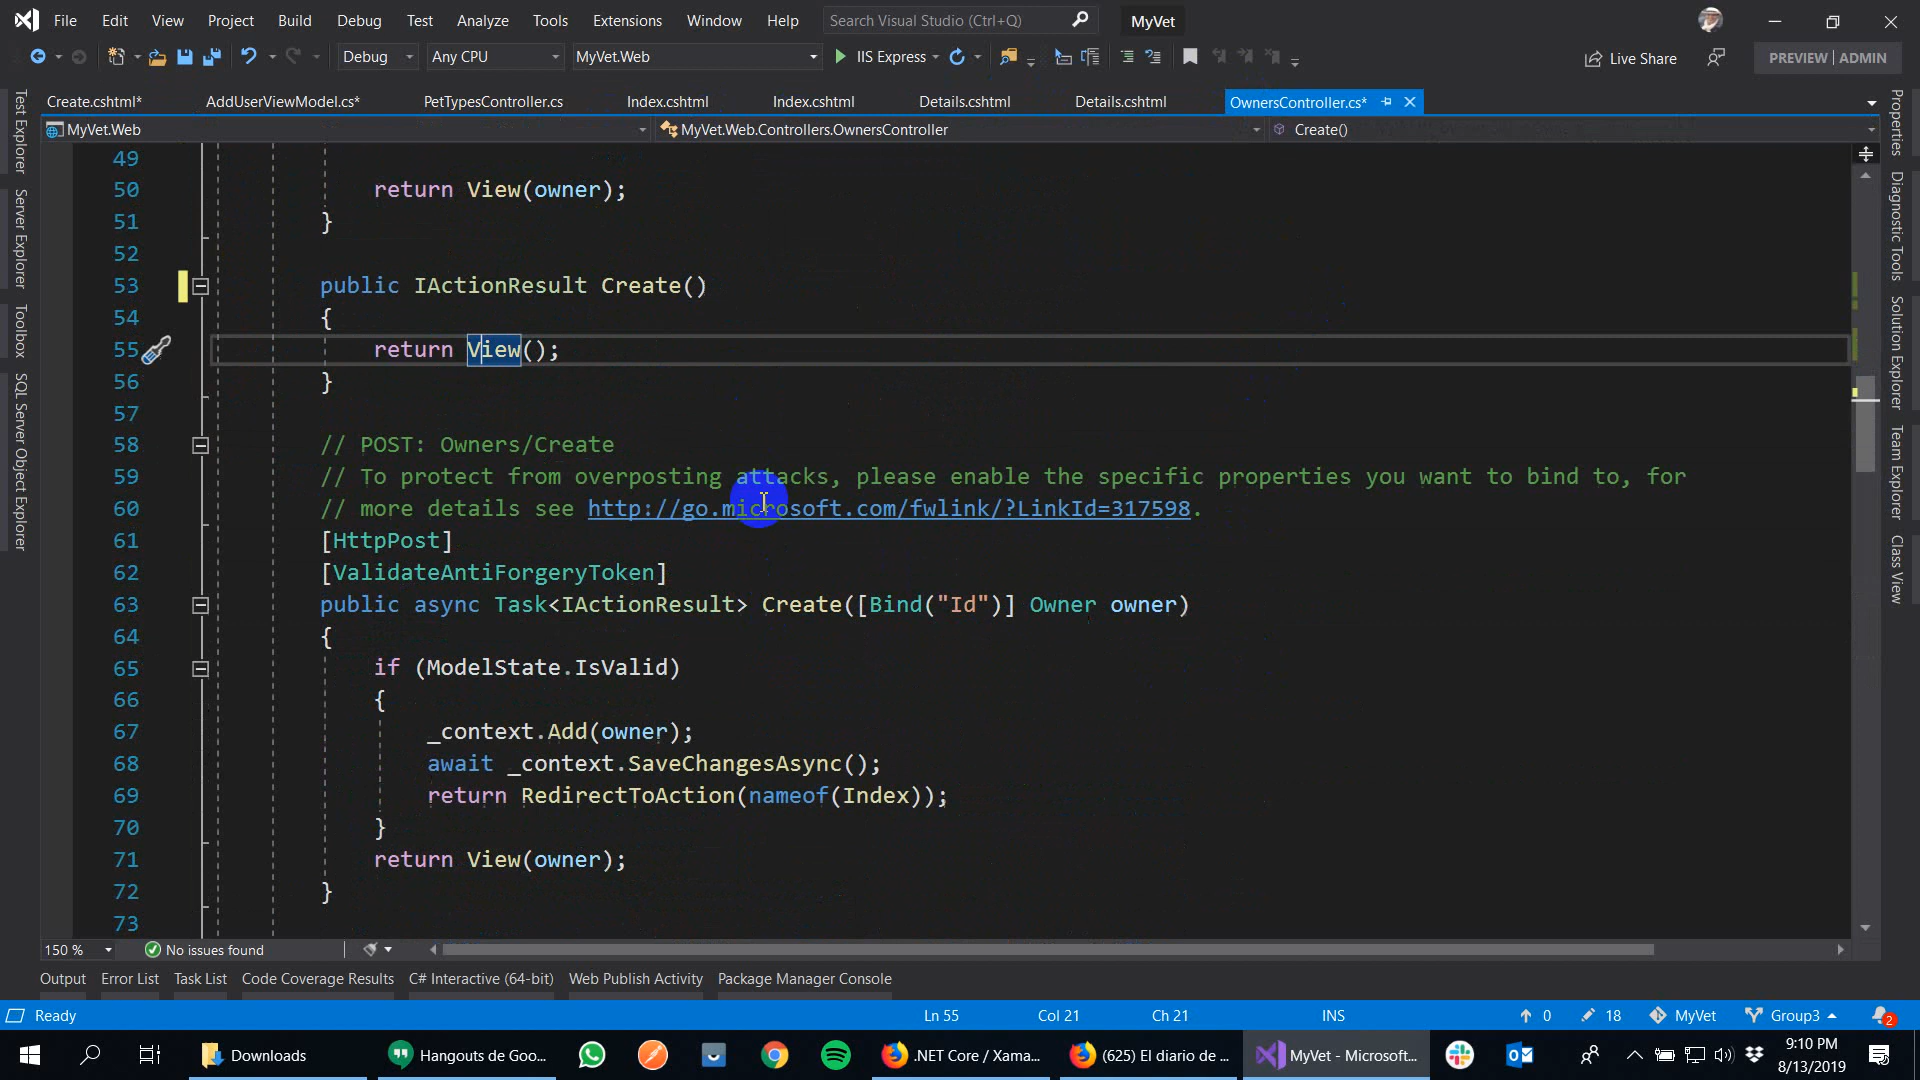 File Edit View Project Build Debug Test Analyze Tools Extensions Window Help Search Visual Studio (Ctrl+Q) MyVet
Debug Any CPU MyVet.Web IIS Express Live Share PREVIEW | ADMIN
Create.cshtml* AddUserViewModel.cs* PetTypesController.cs Index.cshtml Index.cshtml Details.cshtml Details.cshtml OwnersController.cs*
MyVet.Web MyVet.Web.Controllers.OwnersController Create()
Test Explorer
Server Explorer
Toolbox
SQL Server Object Explorer
49
50 return View(owner);
51 }
52
53 public IActionResult Create()
54 {
55 return View();
56 }
57
58 // POST: Owners/Create
59 // To protect from overposting attacks, please enable the specific properties you want to bind to, for
60 // more details see http://go.microsoft.com/fwlink/?LinkId=317598.
61 [HttpPost]
62 [ValidateAntiForgeryToken]
63 public async Task<IActionResult> Create([Bind("Id")] Owner owner)
64 {
65 if (ModelState.IsValid)
66 {
67 _context.Add(owner);
68 await _context.SaveChangesAsync();
69 return RedirectToAction(nameof(Index));
70 }
71 return View(owner);
72 }
73
Properties
Diagnostic Tools
Solution Explorer
Team Explorer
Class View
150 % No issues found
Output Error List Task List Code Coverage Results C# Interactive (64-bit) Web Publish Activity Package Manager Console
Ready Ln 55 Col 21 Ch 21 INS 0 18 MyVet Group3 2
Downloads Hangouts de Goo... .NET Core / Xama... (625) El diario de ... MyVet - Microsoft... 9:10 PM
8/13/2019